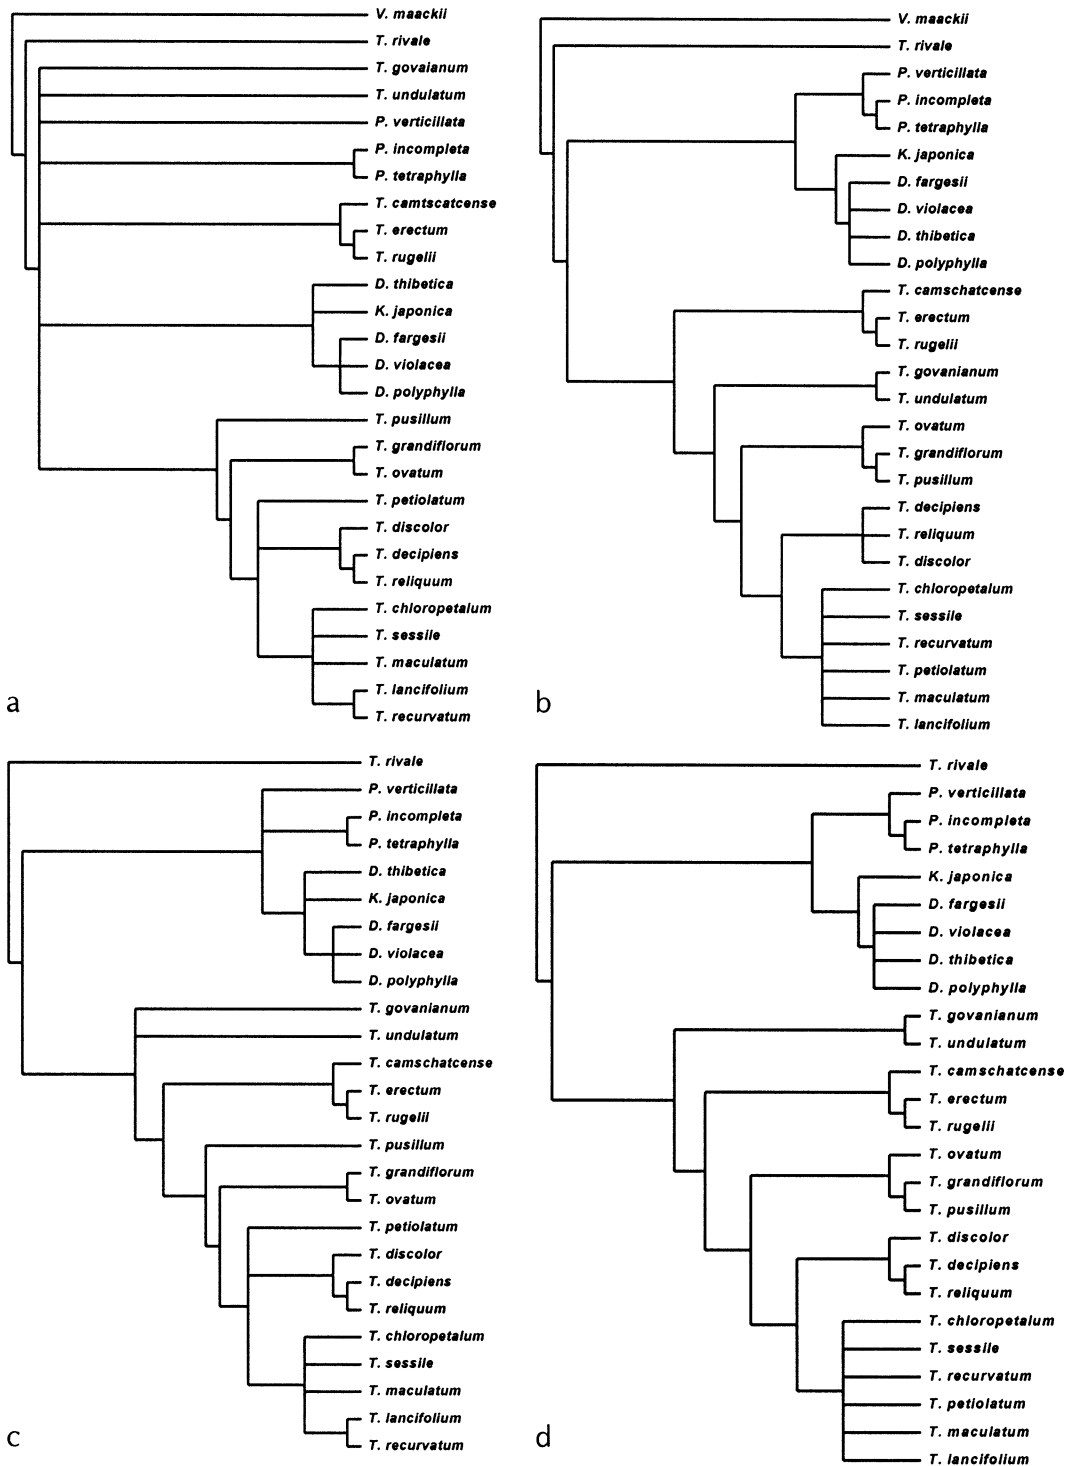 V. maackii
T. rivale
T. govaianum
T. undulatum
P. verticillata
P. incompleta
P. tetraphylla
T. camtscatcense
T. erectum
T. rugelii
D. thibetica
K. japonica
D. fargesii
D. violacea
D. polyphylla
T. pusillum
T. grandiflorum
T. ovatum
T. petiolatum
T. discolor
T. decipiens
T. reliquum
T. chloropetalum
T. sessile
T. maculatum
T. lancifolium
T. recurvatum
a
V. maackii
T. rivale
P. verticillata
P. incompleta
P. tetraphylla
K. japonica
D. fargesii
D. violacea
D. thibetica
D. polyphylla
T. camschatcense
T. erectum
T. rugelii
T. govanianum
T. undulatum
T. ovatum
T. grandiflorum
T. pusillum
T. decipiens
T. reliquum
T. discolor
T. chloropetalum
T. sessile
T. recurvatum
T. petiolatum
T. maculatum
T. lancifolium
b
T. rivale
P. verticillata
P. incompleta
P. tetraphylla
D. thibetica
K. japonica
D. fargesii
D. violacea
D. polyphylla
T. govanianum
T. undulatum
T. camschatcense
T. erectum
T. rugelii
T. pusillum
T. grandiflorum
T. ovatum
T. petiolatum
T. discolor
T. decipiens
T. reliquum
T. chloropetalum
T. sessile
T. maculatum
T. lancifolium
T. recurvatum
c
T. rivale
P. verticillata
P. incompleta
P. tetraphylla
K. japonica
D. fargesii
D. violacea
D. thibetica
D. polyphylla
T. govanianum
T. undulatum
T. camschatcense
T. erectum
T. rugelii
T. ovatum
T. grandiflorum
T. pusillum
T. discolor
T. decipiens
T. reliquum
T. chloropetalum
T. sessile
T. recurvatum
T. petiolatum
T. maculatum
T. lancifolium
d